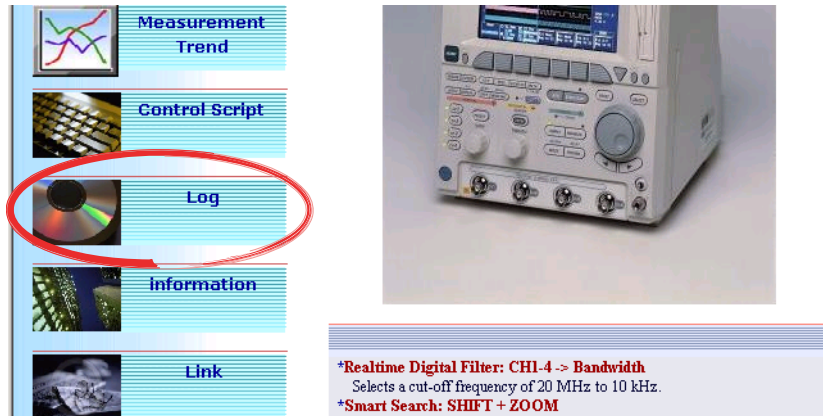 Measurement
Trend
Control Script
Log
information
Link
*Realtime Digital Filter: CH1-4 -> Bandwidth
Selects a cut-off frequency of 20 MHz to 10 kHz.
*Smart Search: SHIFT + ZOOM